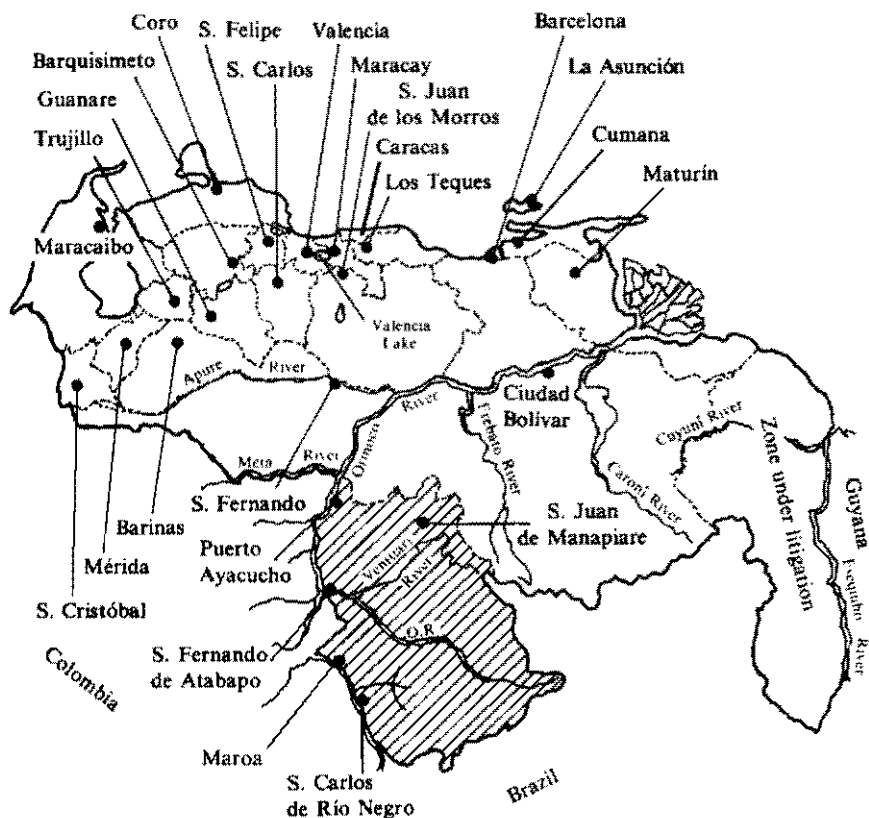 Coro
S. Felipe
Valencia
Barcelona
Barquisimeto
S. Carlos
Maracay
La Asunción
Guanare
S. Juan
de los Morros
Trujillo
Caracas
Cumana
Los Teques
Maturín
Maracaibo
Valencia
Lake
Apure River
Orinoco River
Ciudad
Bolívar
Cuyuní River
Zone under litigation
Guyana
Meta River
Caroní River
S. Fernando
S. Juan
de Manapiare
Barinas
Puerto
Ayacucho
Ventuari
River
Mérida
Essequibo River
S. Cristóbal
O.R.
S. Fernando
de Atabapo
Colombia
Maroa
S. Carlos
de Río Negro
Brazil